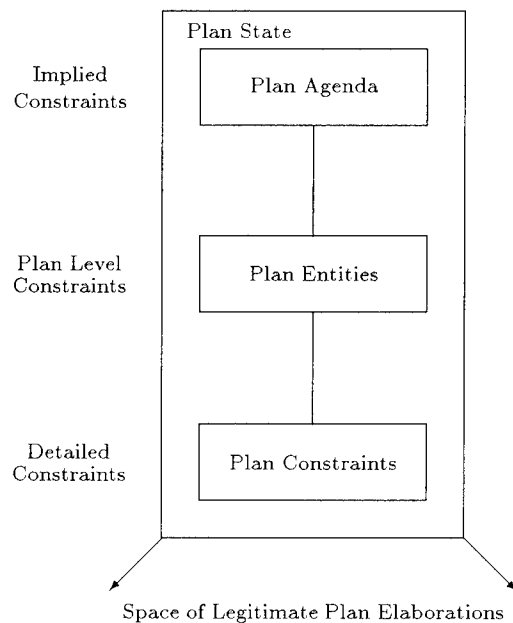 Plan State
Implied
Constraints
Plan Agenda
Plan Level
Constraints
Plan Entities
Detailed
Constraints
Plan Constraints
Space of Legitimate Plan Elaborations